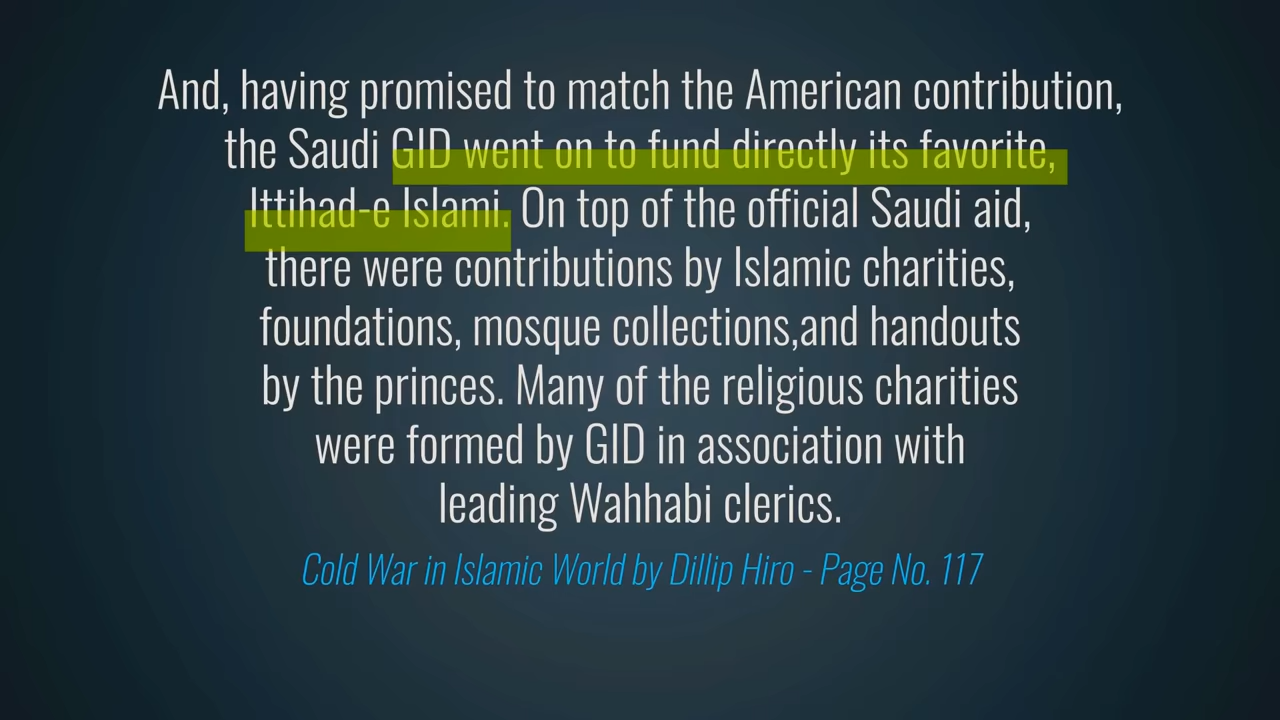 And, having promised to match the American contribution,
the Saudi GID went on to fund directly its favorite,
Ittihad-e Islami. On top of the official Saudi aid,
there were contributions by Islamic charities,
foundations, mosque collections,and handouts
by the princes. Many of the religious charities
were formed by GID in association with
leading Wahhabi clerics.
Cold War in Islamic World by Dillip Hiro - Page No. 117